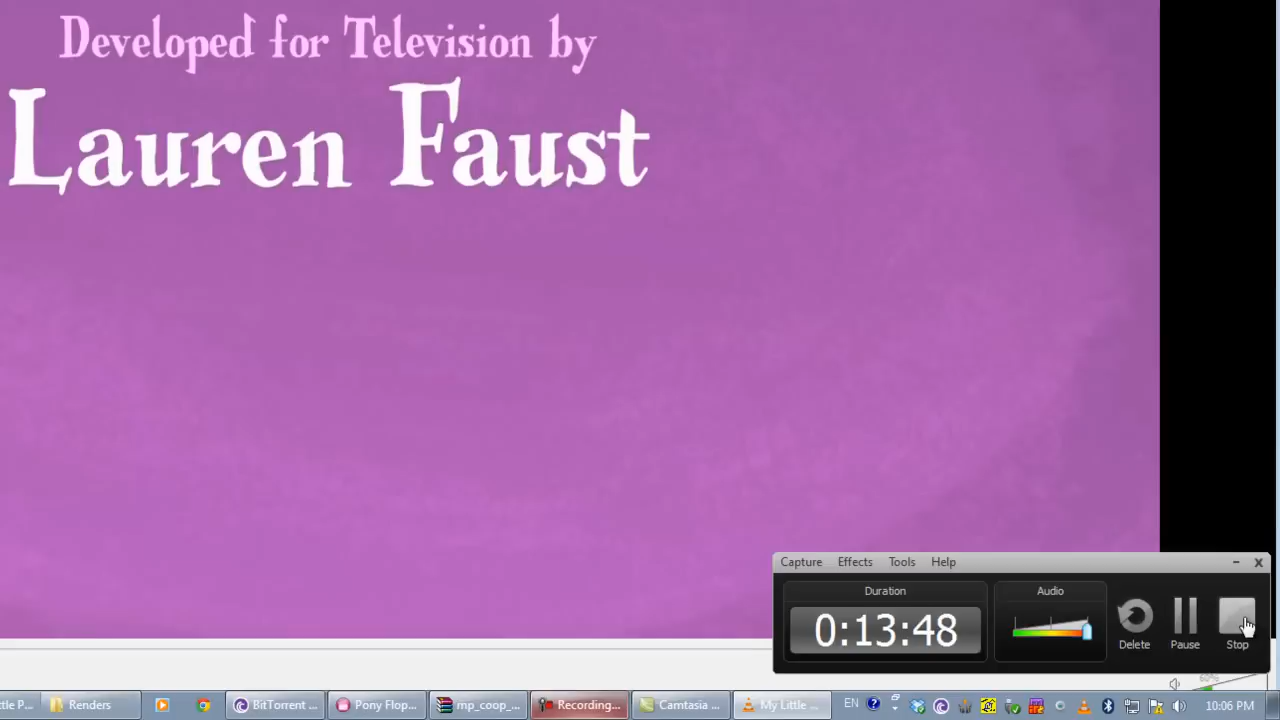 Developed for Television by
Lauren Faust
Capture Effects Tools Help
Duration
Audio
0:13:48
Delete
Pause
Stop
60%
Renders
BitTorrent ...
Pony Flop...
mp_coop_...
Recording...
Camtasia ...
My Little ...
EN
10:06 PM